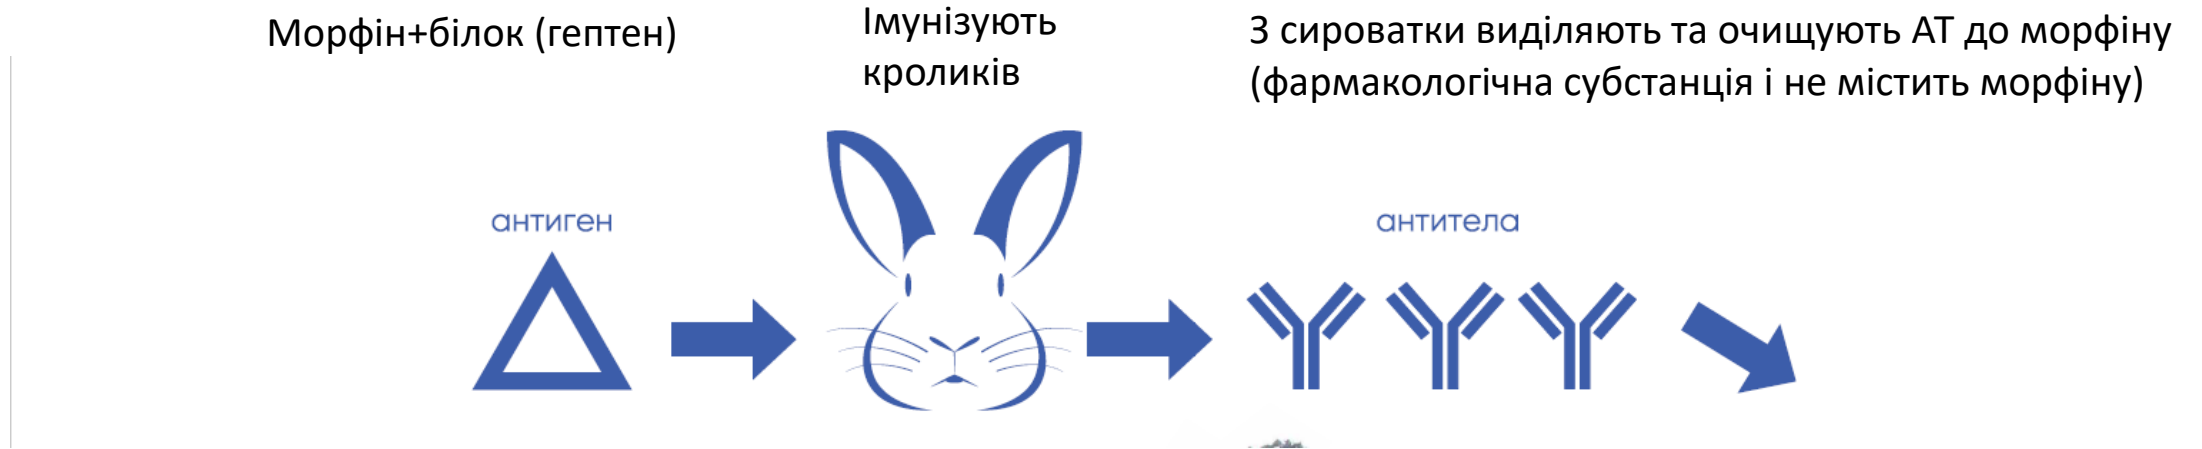 Морфін+білок (гептен)
Імунізують
кроликів
З сироватки виділяють та очищують АТ до морфіну
(фармакологічна субстанція і не містить морфіну)
антиген
антитела